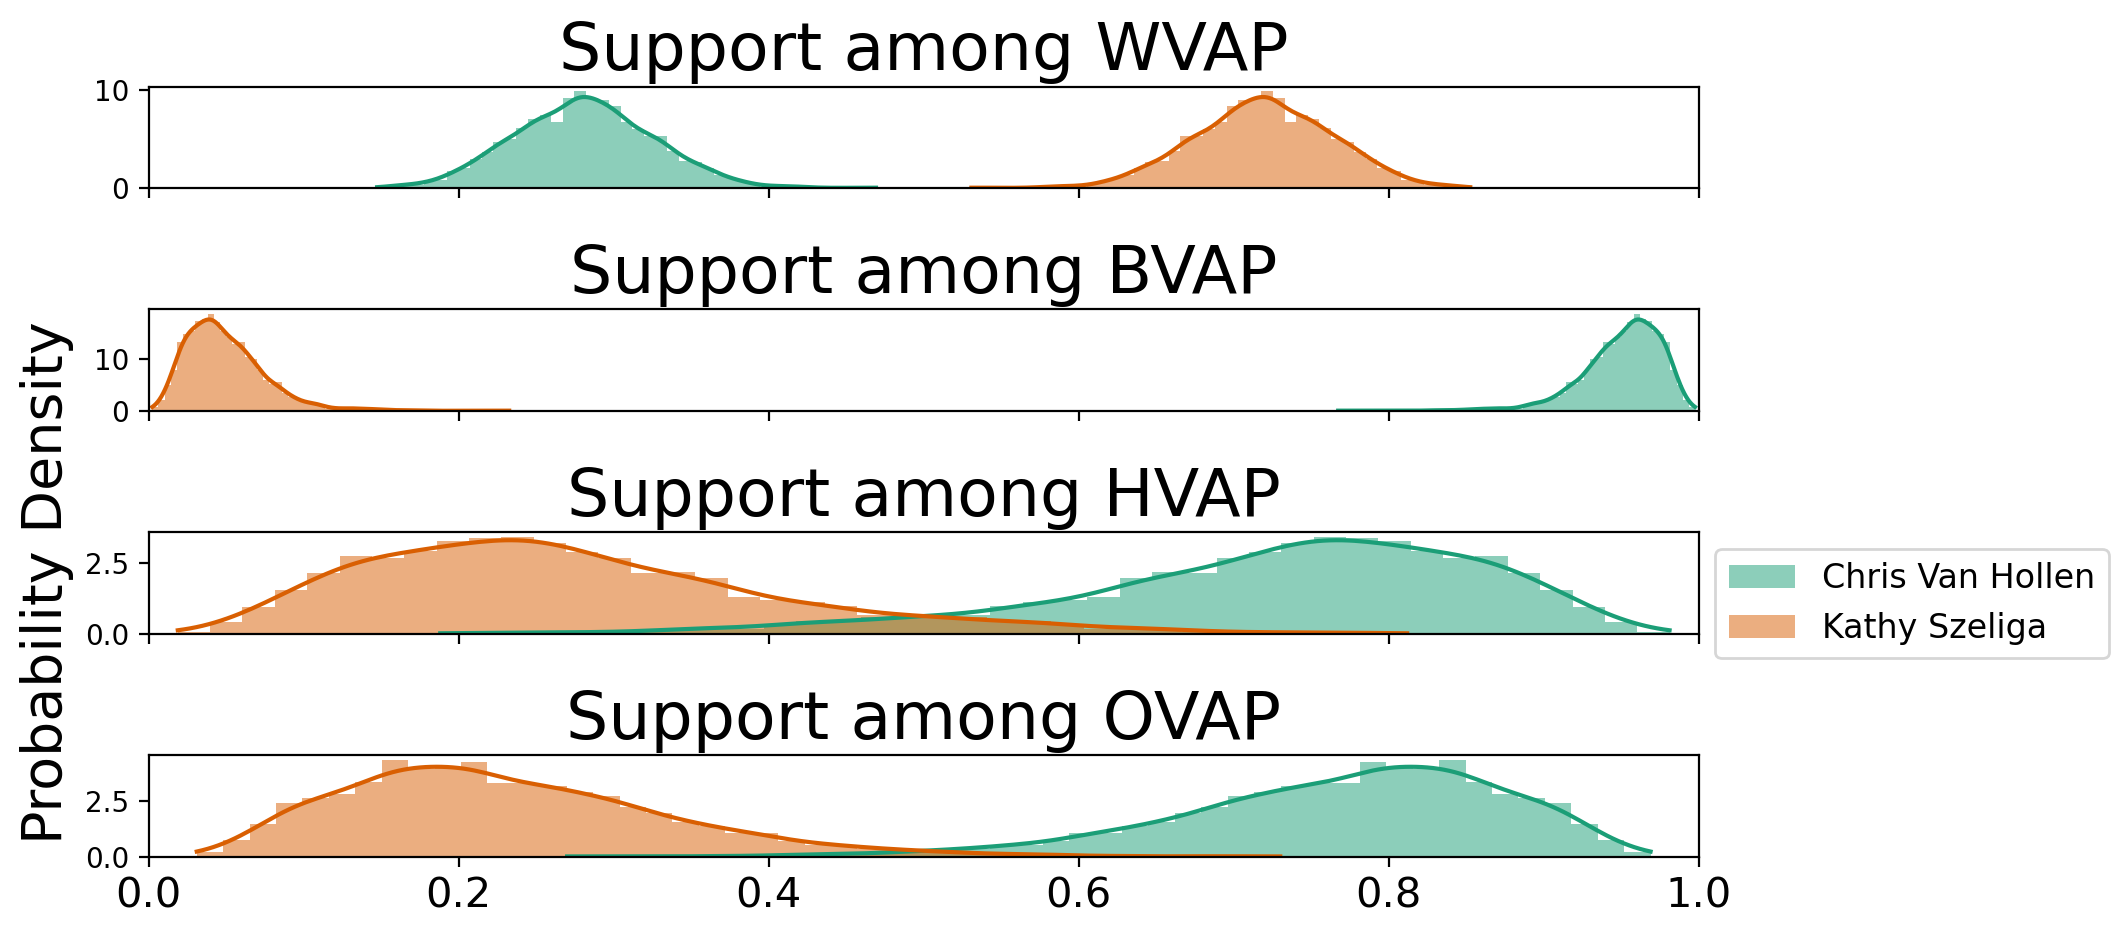 Support among WVAP
10
0
Support among BVAP
10
0
Support among HVAP
2.5
0.0
Support among OVAP
2.5
0.0
0.0 0.2 0.4 0.6 0.8 1.0
Probability Density
Chris Van Hollen
Kathy Szeliga